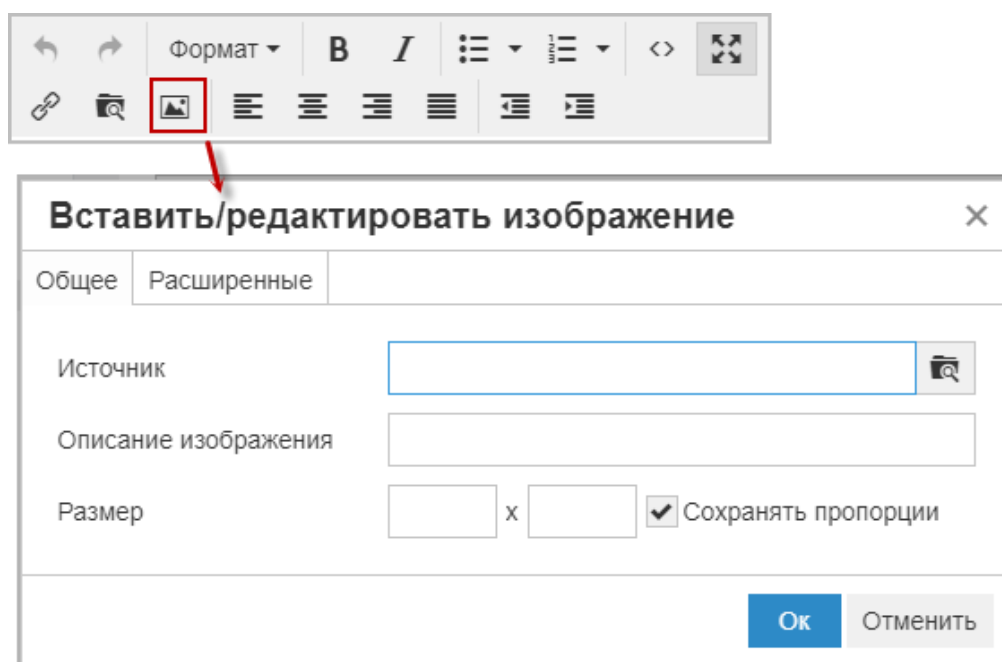 Формат
B I
Вставить/редактировать изображение
Общее Расширенные
Источник
Описание изображения
Размер x Сохранять пропорции
Ок Отменить